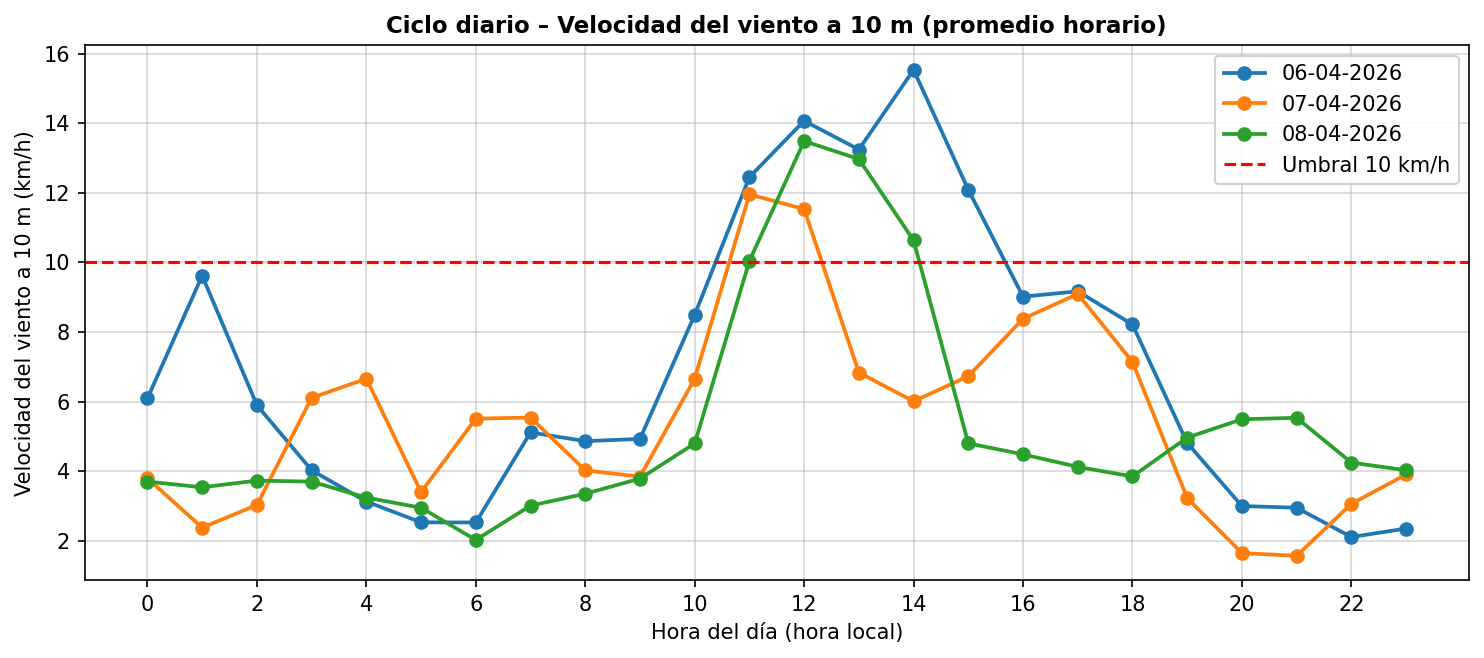 Ciclo diario – Velocidad del viento a 10 m (promedio horario)
Velocidad del viento a 10 m (km/h)
16
14
12
10
8
6
4
2
06-04-2026
07-04-2026
08-04-2026
Umbral 10 km/h
0 2 4 6 8 10 12 14 16 18 20 22
Hora del día (hora local)